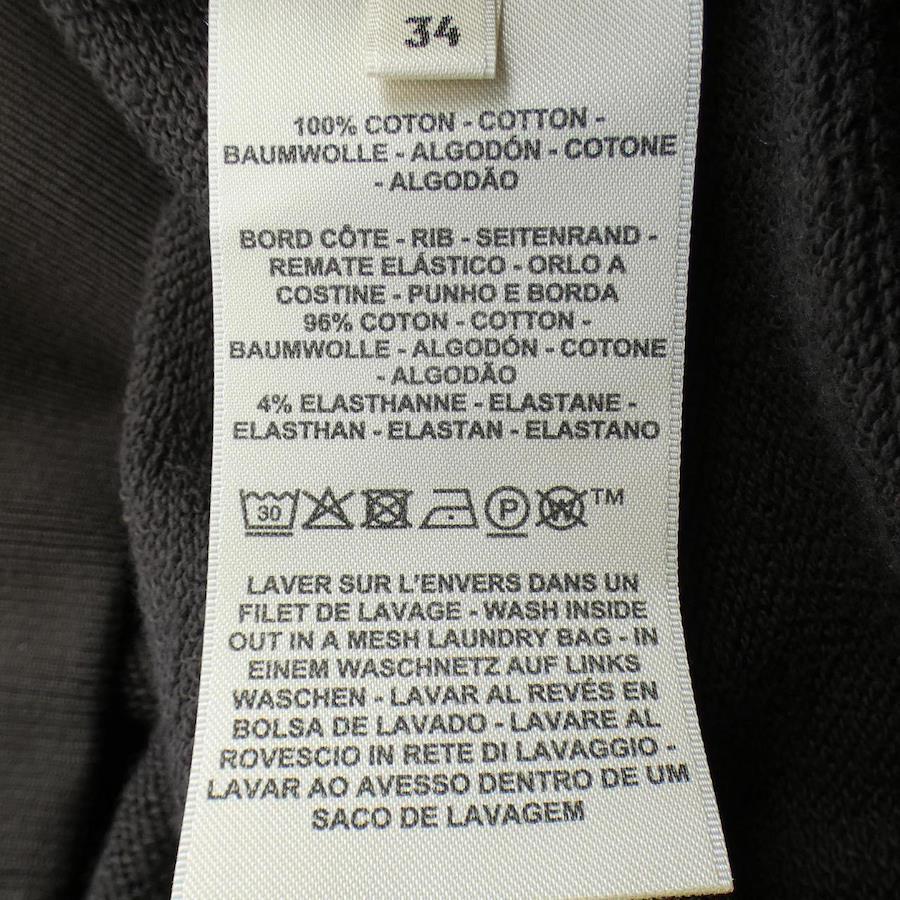 34
100% COTON - COTTON -
BAUMWOLLE - ALGODÓN - COTONE
- ALGODÃO
BORD CÔTE - RIB - SEITENRAND -
REMATE ELÁSTICO - ORLO A
COSTINE - PUNHO E BORDA
96% COTON - COTTON -
BAUMWOLLE - ALGODÓN - COTONE
- ALGODÃO
4% ELASTHANNE - ELASTANE -
ELASTHAN - ELASTAN - ELASTANO
30 P W TM
LAVER SUR L'ENVERS DANS UN
FILET DE LAVAGE - WASH INSIDE
OUT IN A MESH LAUNDRY BAG - IN
EINEM WASCHNETZ AUF LINKS
WASCHEN - LAVAR AL REVÉS EN
BOLSA DE LAVADO - LAVARE AL
ROVESCIO IN RETE DI LAVAGGIO -
LAVAR AO AVESSO DENTRO DE UM
SACO DE LAVAGEM